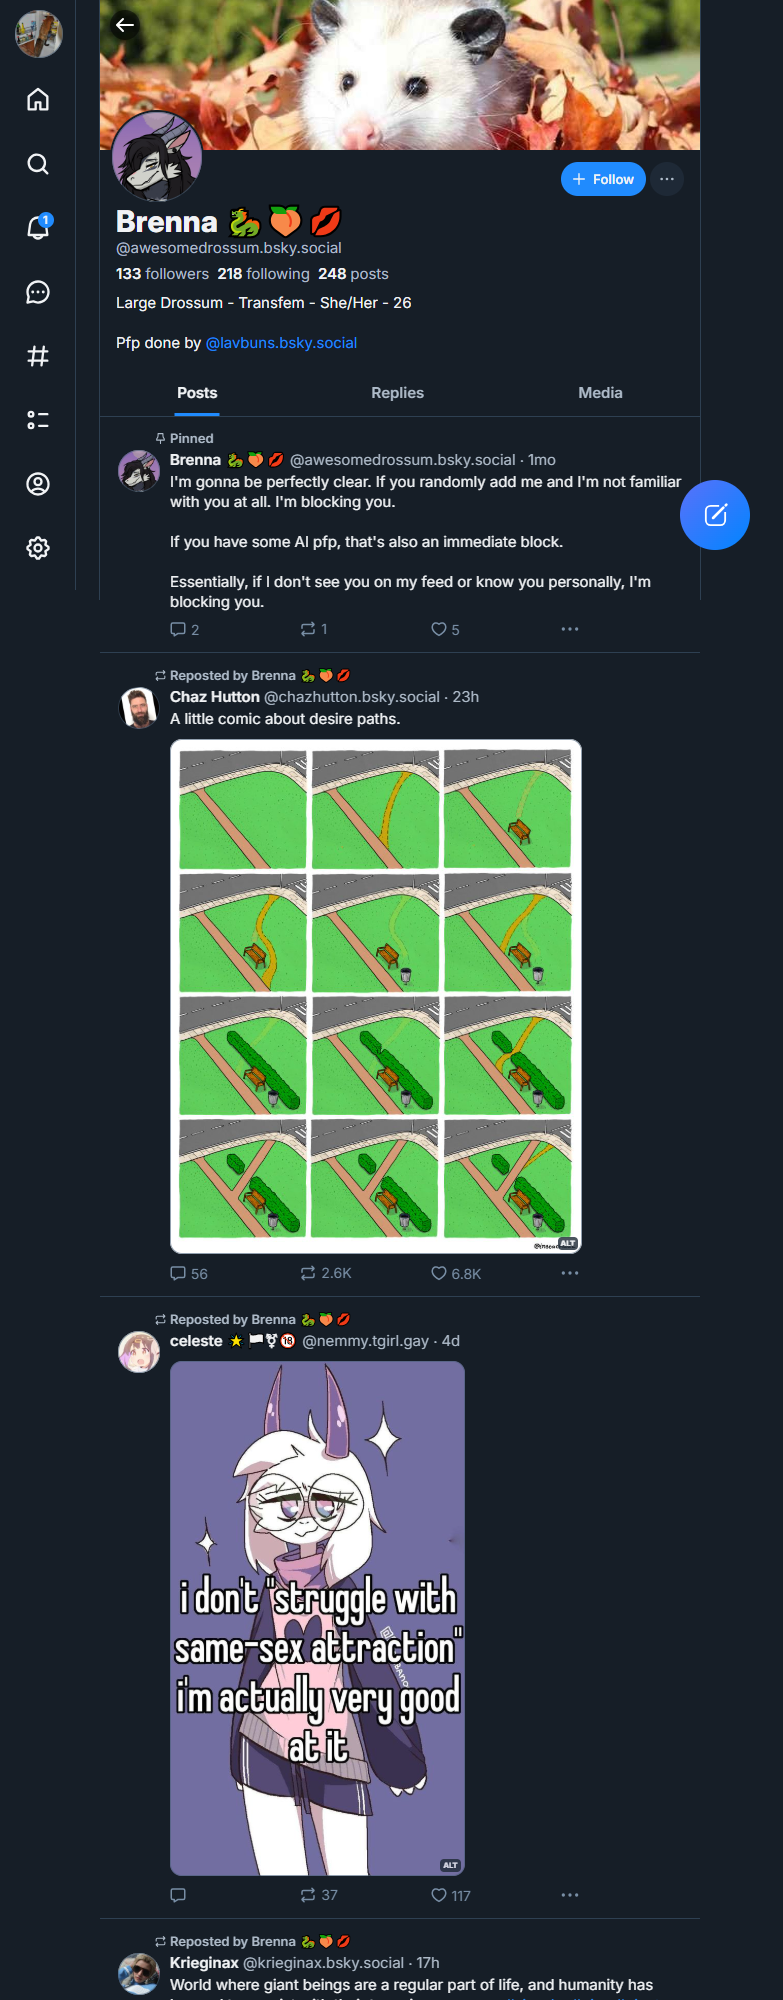 Follow
Brenna 🐉🍑💋
@awesomedrossum.bsky.social
133 followers 218 following 248 posts
Large Drossum - Transfem - She/Her - 26
Pfp done by @lavbuns.bsky.social
Posts Replies Media
1
Pinned
Brenna 🐉🍑💋 @awesomedrossum.bsky.social · 1mo
I'm gonna be perfectly clear. If you randomly add me and I'm not familiar
with you at all. I'm blocking you.
If you have some AI pfp, that's also an immediate block.
Essentially, if I don't see you on my feed or know you personally, I'm
blocking you.
2 1 5
Reposted by Brenna 🐉🍑💋
Chaz Hutton @chazhutton.bsky.social · 23h
A little comic about desire paths.
ALT
56 2.6K 6.8K
Reposted by Brenna 🐉🍑💋
celeste ⭐🏳️⚧🔞 @nemmy.tgirl.gay · 4d
i don't "struggle with
same-sex attraction"
i'm actually very good
at it
ALT
37 117
Reposted by Brenna 🐉🍑💋
Krieginax @krieginax.bsky.social · 17h
World where giant beings are a regular part of life, and humanity has